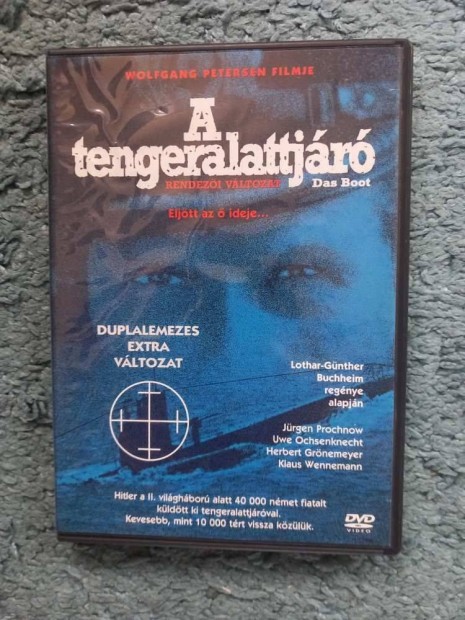 WOLFGANG PETERSEN FILMJE
A
tengeralattjáró
RENDEZŐI VÁLTOZAT Das Boot
Eljött az ő ideje...
DUPLALEMEZES
EXTRA
VÁLTOZAT
Lothar-Günther
Buchheim
regénye
alapján
Jürgen Prochnow
Uwe Ochsenknecht
Herbert Grönemeyer
Klaus Wennemann
Hitler a II. világháború alatt 40 000 német fiatalt
küldött ki tengeralattjáróval.
Kevesebb, mint 10 000 tért vissza közülük.
DVD
VIDEO